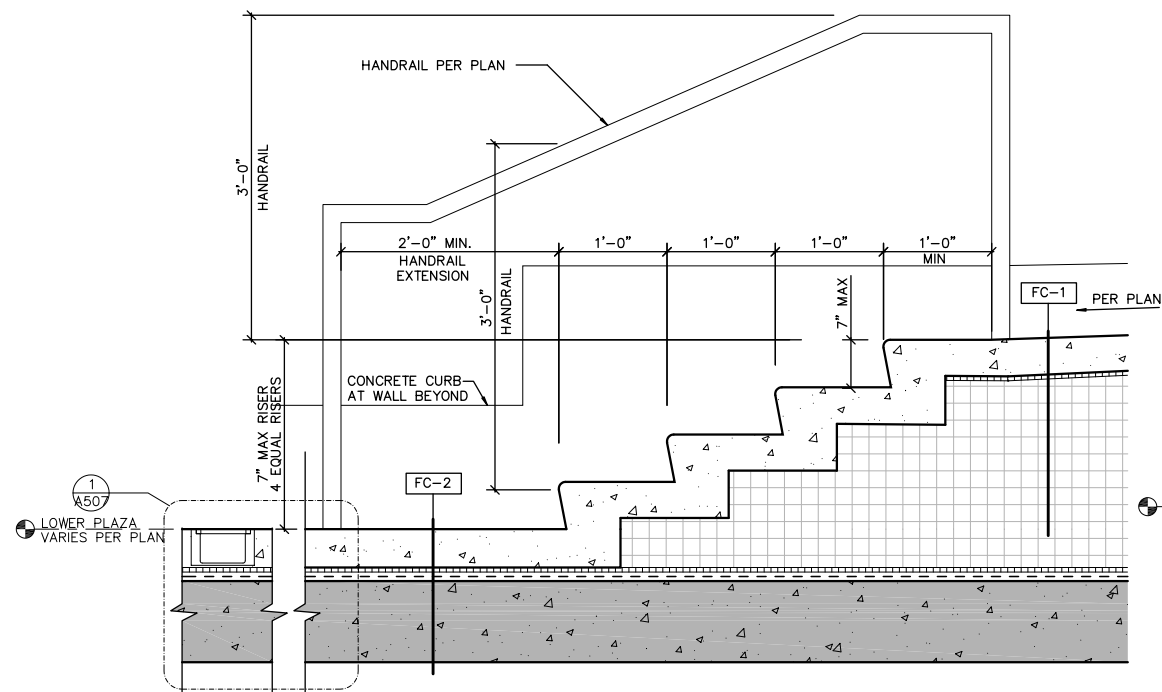 HANDRAIL PER PLAN
3'-0"
HANDRAIL
2'-0" MIN.
HANDRAIL
EXTENSION
1'-0"
1'-0"
1'-0"
1'-0"
MIN
3'-0"
HANDRAIL
7" MAX
FC-1
PER PLAN
CONCRETE CURB
AT WALL BEYOND
7" MAX RISER
4 EQUAL RISERS
FC-2
1
A507
LOWER PLAZA
VARIES PER PLAN